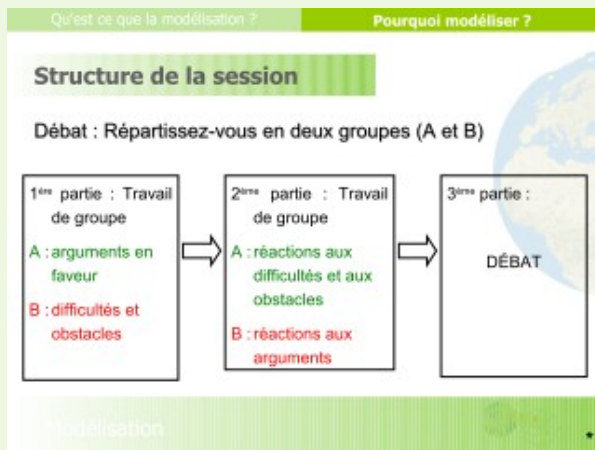 Qu'est ce que la modélisation ?
Pourquoi modéliser ?
Structure de la session
Débat : Répartissez-vous en deux groupes (A et B)
1ère partie : Travail
de groupe
A : arguments en
faveur
B : difficultés et
obstacles
2ème partie : Travail
de groupe
A : réactions aux
difficultés et aux
obstacles
B : réactions aux
arguments
3ème partie :
DÉBAT
Modélisation
*